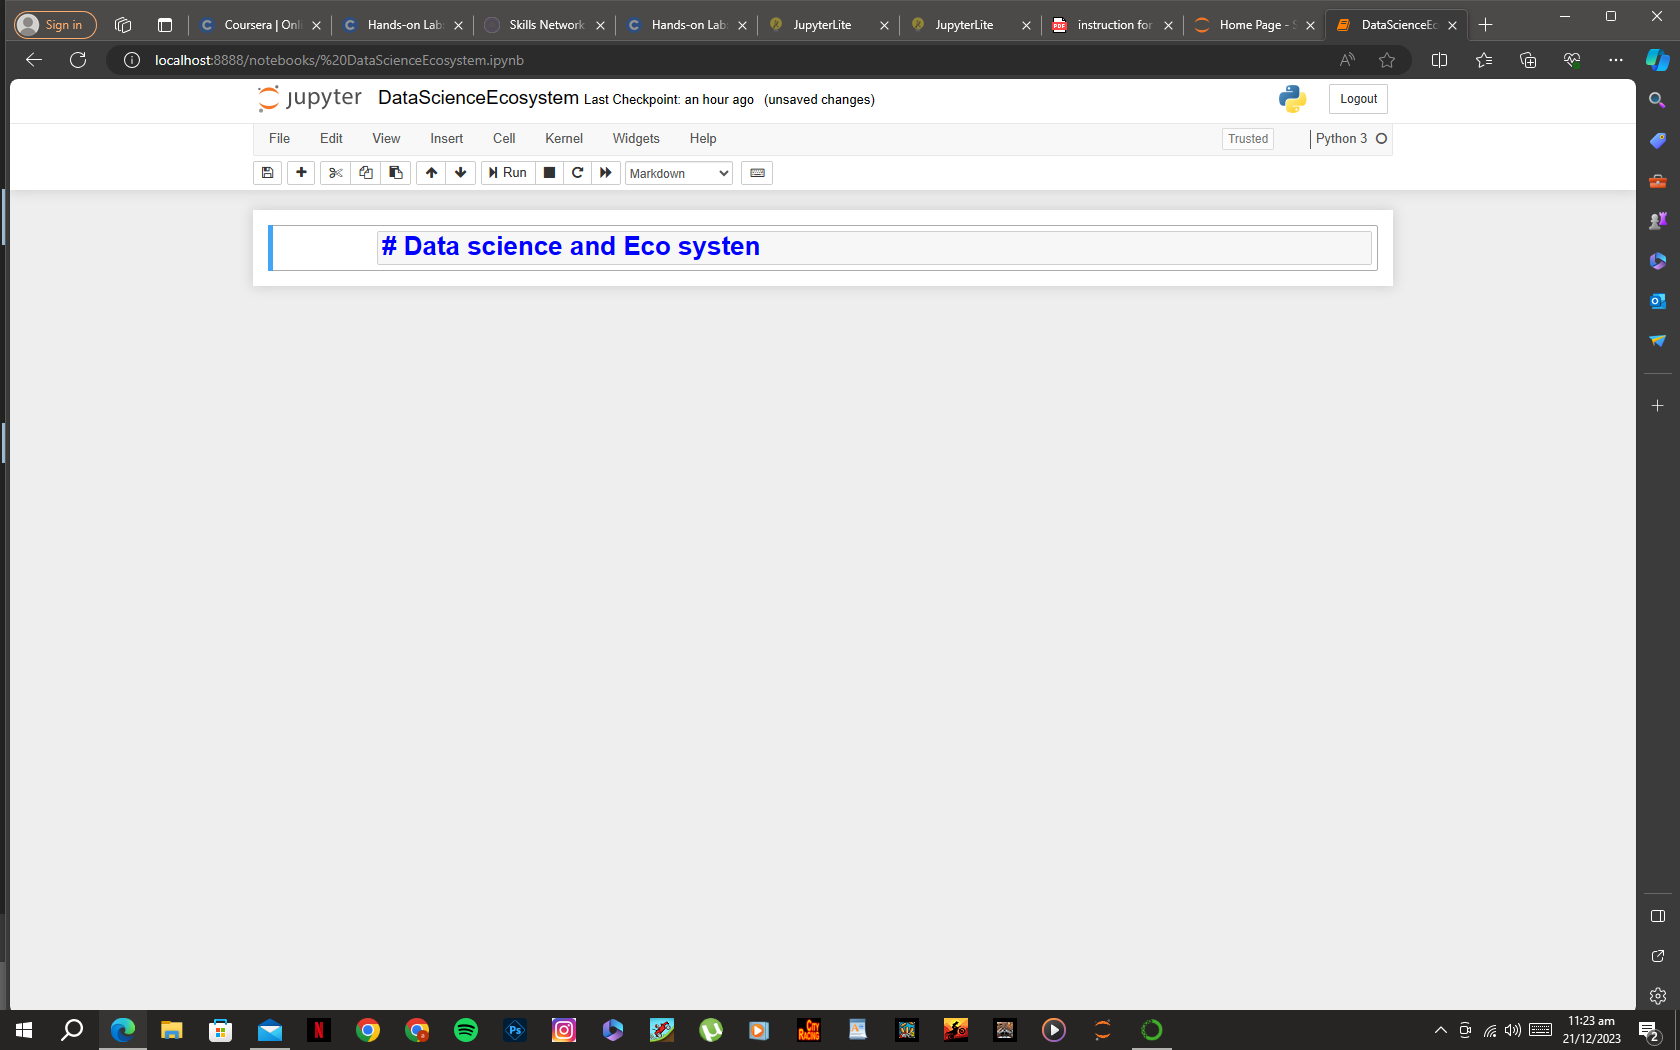 Sign in
Coursera | Onli
Hands-on Lab:
Skills Network
Hands-on Lab:
JupyterLite
JupyterLite
instruction for
Home Page - S
DataScienceEc
localhost:8888/notebooks/%20DataScienceEcosystem.ipynb
jupyter DataScienceEcosystem Last Checkpoint: an hour ago (unsaved changes)
Logout
File Edit View Insert Cell Kernel Widgets Help
Trusted
Python 3
Run
Markdown
# Data science and Eco systen
11:23 am
21/12/2023
2